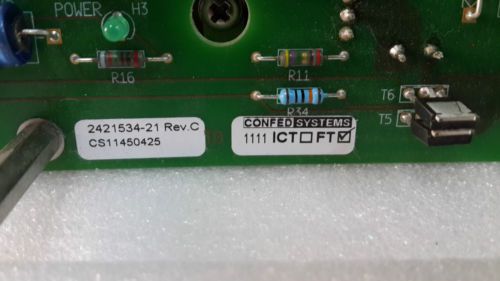 POWER H3
R16
R11
R34
T6
T5
2421534-21 Rev.C
CS11450425
CONFED SYSTEMS
1111 ICT FT